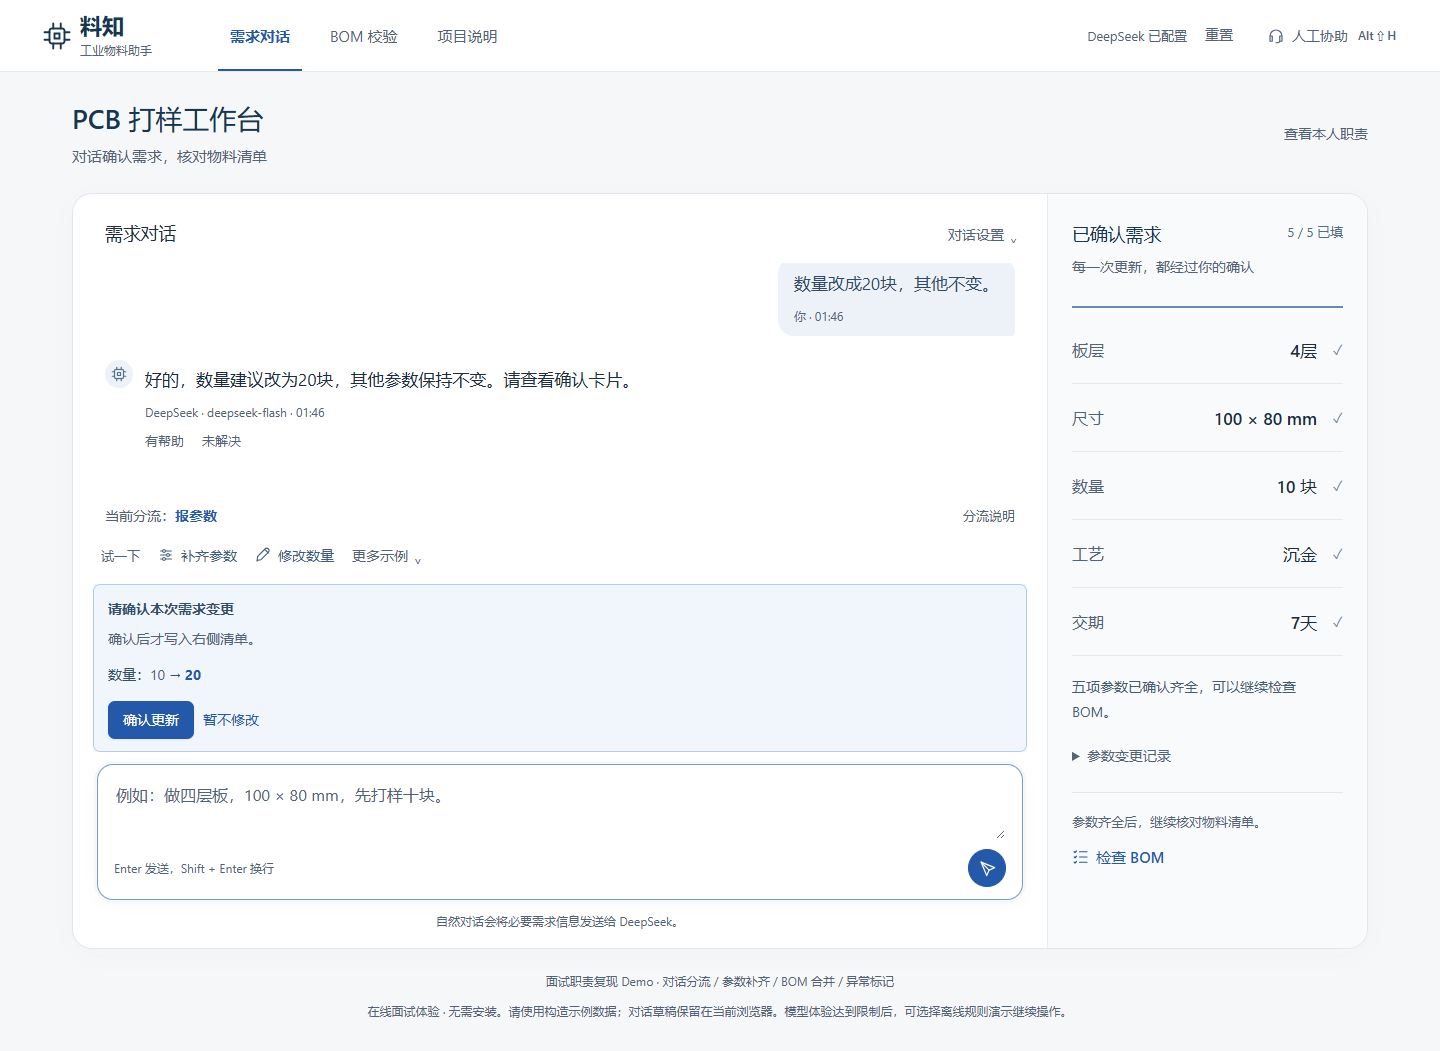 料知
工业物料助手
需求对话
BOM 校验
项目说明
DeepSeek 已配置
重置
人工协助 Alt⇧H
PCB 打样工作台
对话确认需求，核对物料清单
查看本人职责
需求对话
对话设置
数量改成20块，其他不变。
你 · 01:46
好的，数量建议改为20块，其他参数保持不变。请查看确认卡片。
DeepSeek · deepseek-flash · 01:46
有帮助 未解决
当前分流：报参数
分流说明
试一下 补齐参数 修改数量 更多示例
请确认本次需求变更
确认后才写入右侧清单。
数量：10 → 20
确认更新 暂不修改
例如：做四层板，100 × 80 mm，先打样十块。
Enter 发送，Shift + Enter 换行
自然对话会将必要需求信息发送给 DeepSeek。
已确认需求 5 / 5 已填
每一次更新，都经过你的确认
板层 4层 ✓
尺寸 100 × 80 mm ✓
数量 10 块 ✓
工艺 沉金 ✓
交期 7天 ✓
五项参数已确认齐全，可以继续检查
BOM。
▶ 参数变更记录
参数齐全后，继续核对物料清单。
检查 BOM
面试职责复现 Demo · 对话分流 / 参数补齐 / BOM 合并 / 异常标记
在线面试体验 · 无需安装。请使用构造示例数据；对话草稿保留在当前浏览器。模型体验达到限制后，可选择离线规则演示继续操作。